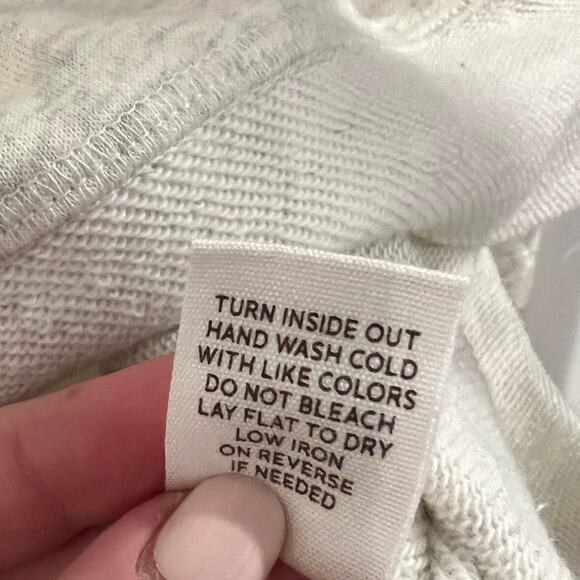 TURN INSIDE OUT
HAND WASH COLD
WITH LIKE COLORS
DO NOT BLEACH
LAY FLAT TO DRY
LOW IRON
ON REVERSE
IF NEEDED